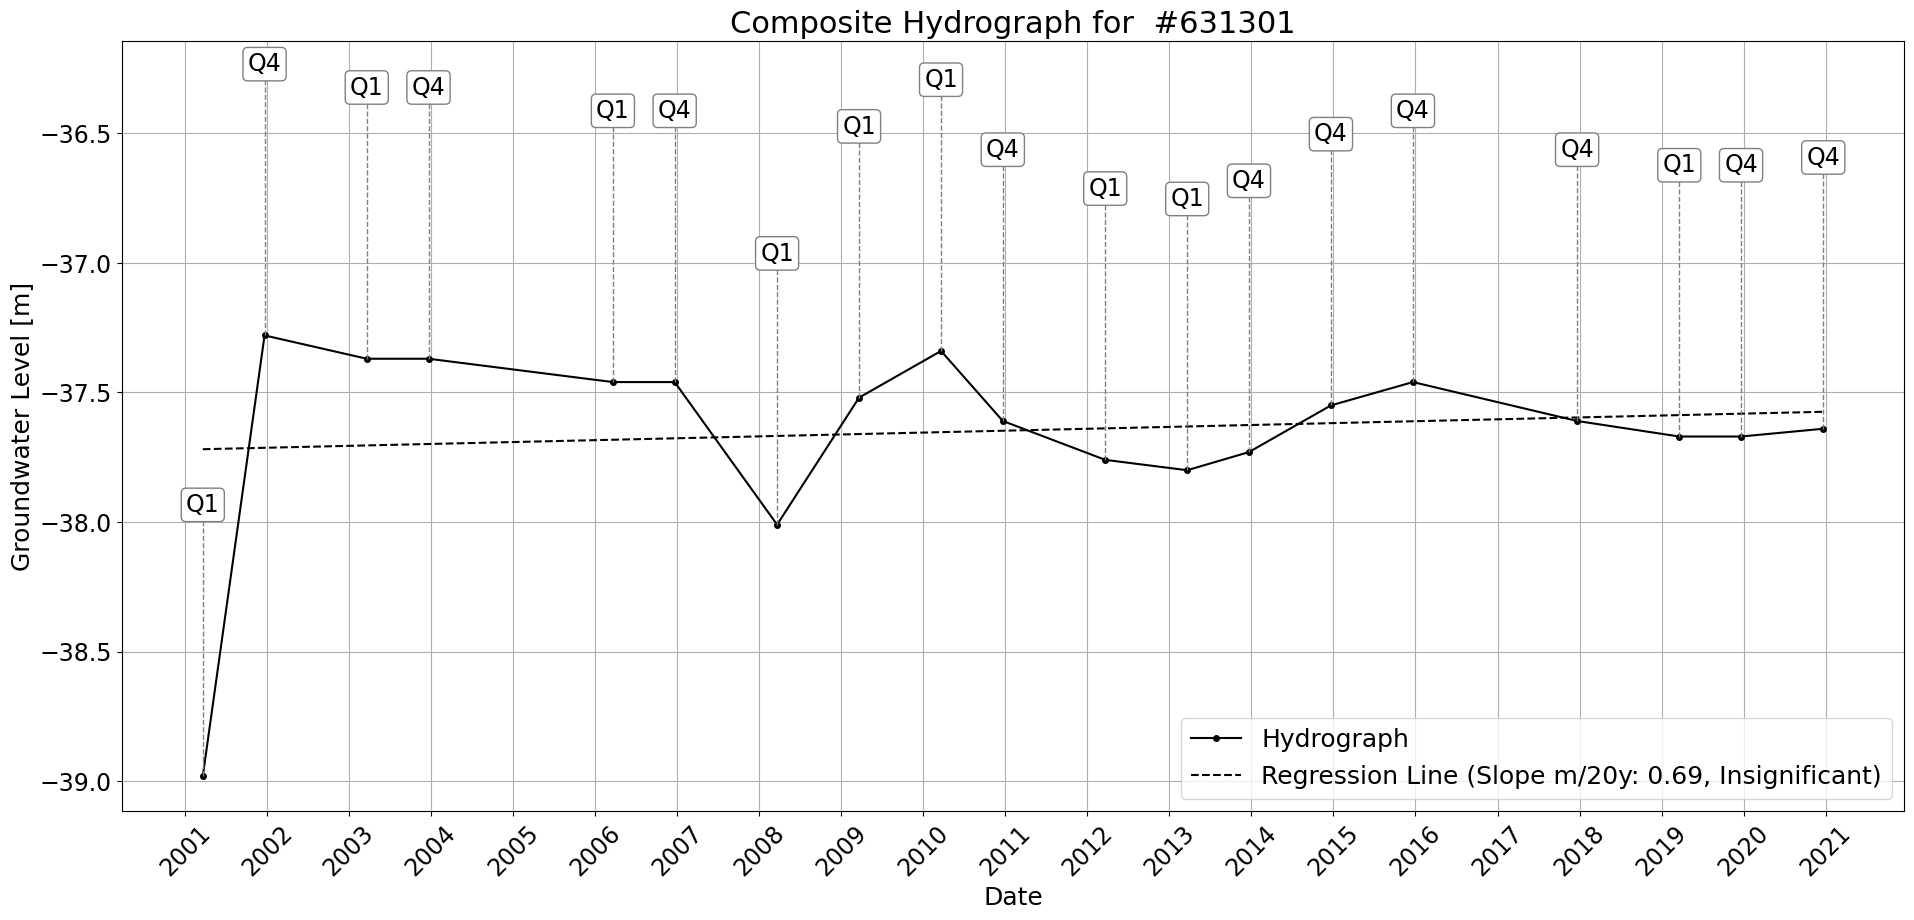 Composite Hydrograph for  #631301
Q4
Q1
Q4
Q1
Q4
Q1
Q1
Q4
Q1
Q1
Q4
Q4
Q4
Q4
Q1
Q4
Q4
Q1
Q1
−36.5
−37.0
−37.5
−38.0
−38.5
−39.0
Groundwater Level [m]
Hydrograph
Regression Line (Slope m/20y: 0.69, Insignificant)
2001
2002
2003
2004
2005
2006
2007
2008
2009
2010
2011
2012
2013
2014
2015
2016
2017
2018
2019
2020
2021
Date